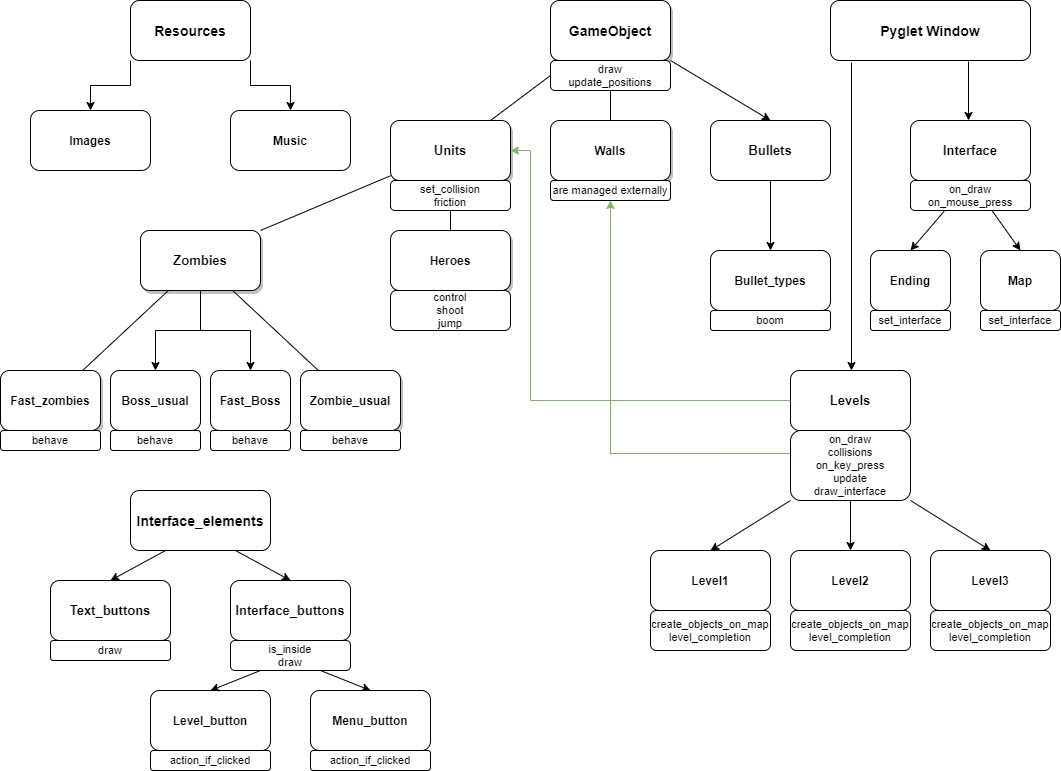 Resources
GameObject
Pyglet Window
draw
update_positions
Images
Music
Units
Walls
Bullets
Interface
set_collision
friction
are managed externally
on_draw
on_mouse_press
Zombies
Heroes
Bullet_types
Ending
Map
control
shoot
jump
boom
set_interface
set_interface
Fast_zombies
Boss_usual
Fast_Boss
Zombie_usual
Levels
behave
behave
behave
behave
on_draw
collisions
on_key_press
update
draw_interface
Interface_elements
Text_buttons
Interface_buttons
Level1
Level2
Level3
draw
is_inside
draw
create_objects_on_map
level_completion
create_objects_on_map
level_completion
create_objects_on_map
level_completion
Level_button
Menu_button
action_if_clicked
action_if_clicked